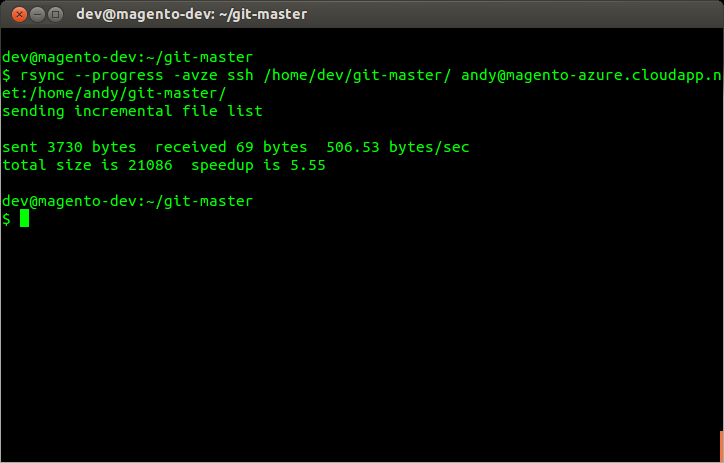 dev@magento-dev: ~/git-master
dev@magento-dev:~/git-master
$ rsync --progress -avze ssh /home/dev/git-master/ andy@magento-azure.cloudapp.n
et:/home/andy/git-master/
sending incremental file list
sent 3730 bytes  received 69 bytes  506.53 bytes/sec
total size is 21086  speedup is 5.55
dev@magento-dev:~/git-master
$